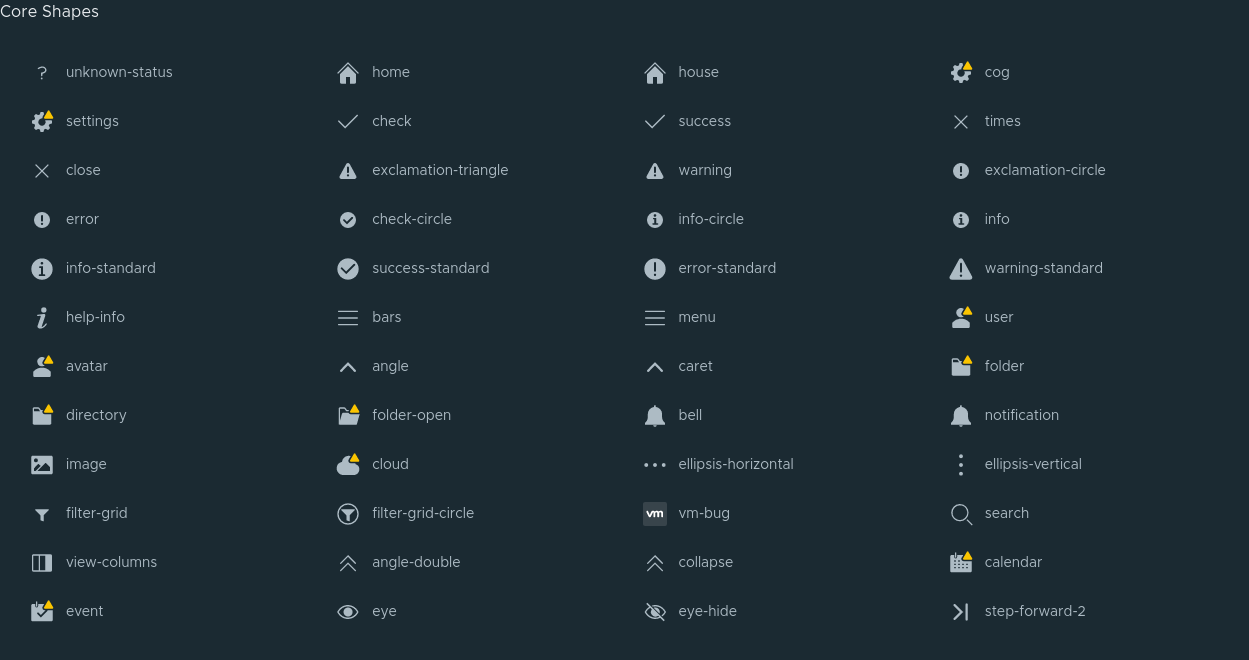 Core Shapes
unknown-status home house cog
settings check success times
close exclamation-triangle warning exclamation-circle
error check-circle info-circle info
info-standard success-standard error-standard warning-standard
help-info bars menu user
avatar angle caret folder
directory folder-open bell notification
image cloud ellipsis-horizontal ellipsis-vertical
filter-grid filter-grid-circle vm vm-bug search
view-columns angle-double collapse calendar
event eye eye-hide step-forward-2